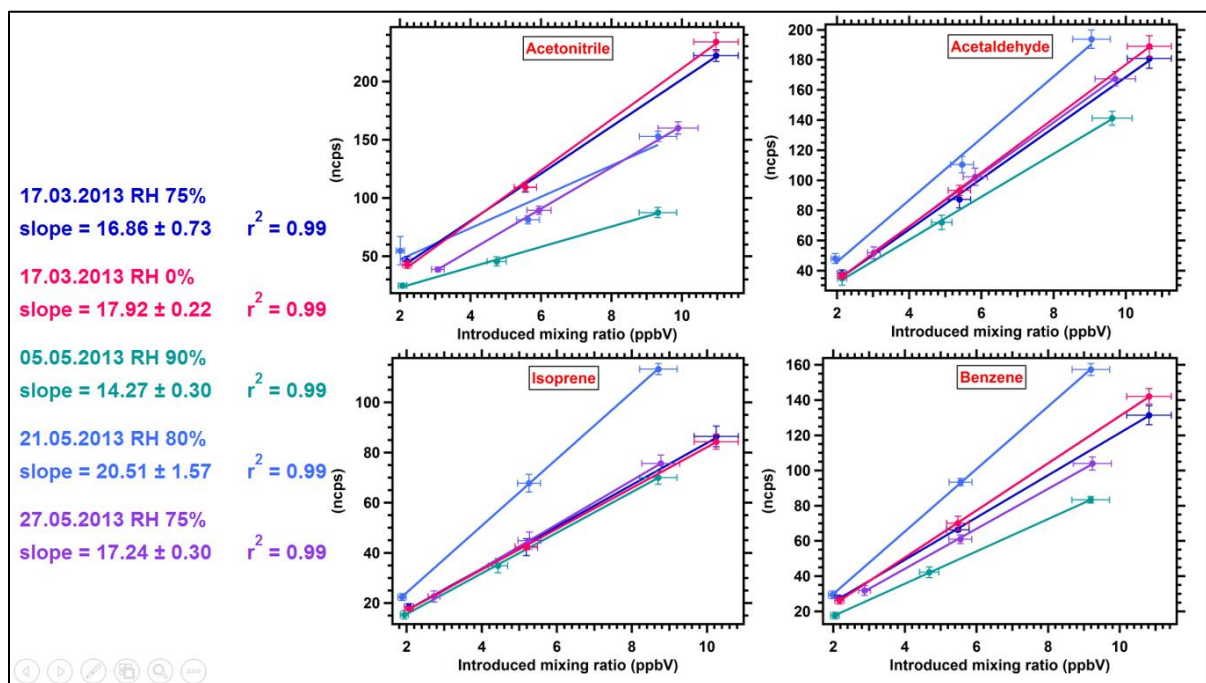 17.03.2013 RH 75%
slope = 16.86 ± 0.73 r² = 0.99
17.03.2013 RH 0%
slope = 17.92 ± 0.22 r² = 0.99
05.05.2013 RH 90%
slope = 14.27 ± 0.30 r² = 0.99
21.05.2013 RH 80%
slope = 20.51 ± 1.57 r² = 0.99
27.05.2013 RH 75%
slope = 17.24 ± 0.30 r² = 0.99
Acetonitrile
(ncps)
200
150
100
50
2 4 6 8 10
Introduced mixing ratio (ppbV)
Acetaldehyde
(ncps)
200
180
160
140
120
100
80
60
40
2 4 6 8 10
Introduced mixing ratio (ppbV)
Isoprene
(ncps)
100
80
60
40
20
2 4 6 8 10
Introduced mixing ratio (ppbV)
Benzene
(ncps)
160
140
120
100
80
60
40
20
2 4 6 8 10
Introduced mixing ratio (ppbV)